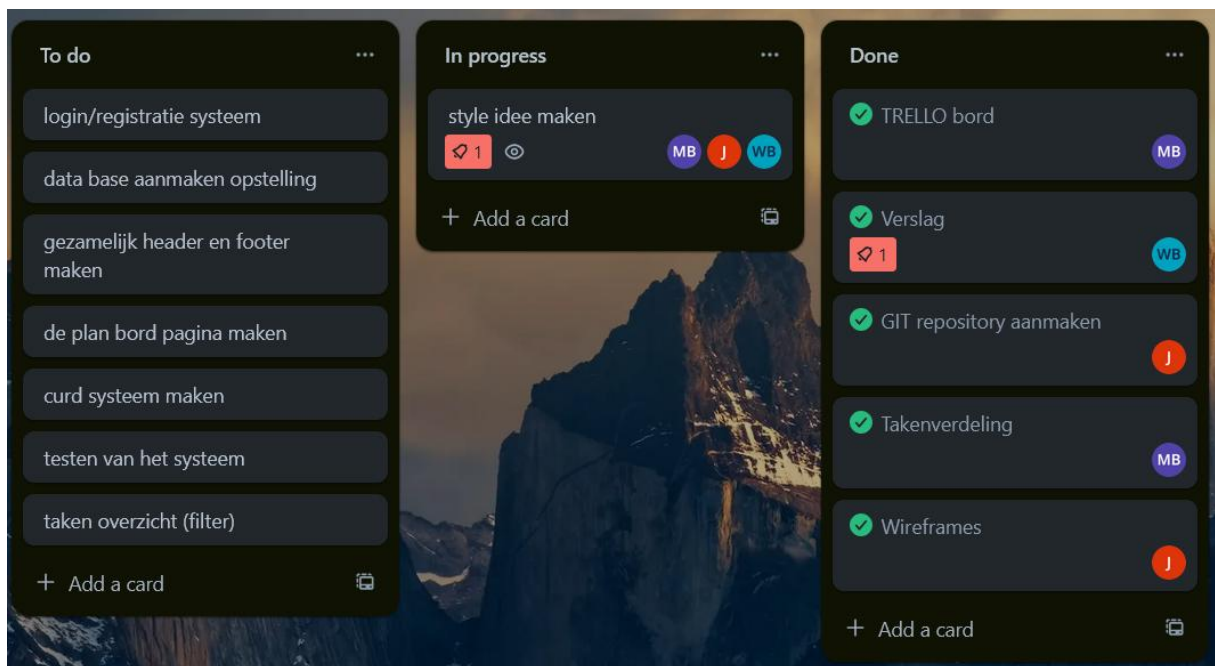 To do
login/registratie systeem
data base aanmaken opstelling
gezamelijk header en footer
maken
de plan bord pagina maken
curd systeem maken
testen van het systeem
taken overzicht (filter)
+ Add a card
In progress
style idee maken
1 MB J WB
+ Add a card
Done
TRELLO bord
MB
Verslag
1 WB
GIT repository aanmaken
J
Takenverdeling
MB
Wireframes
J
+ Add a card